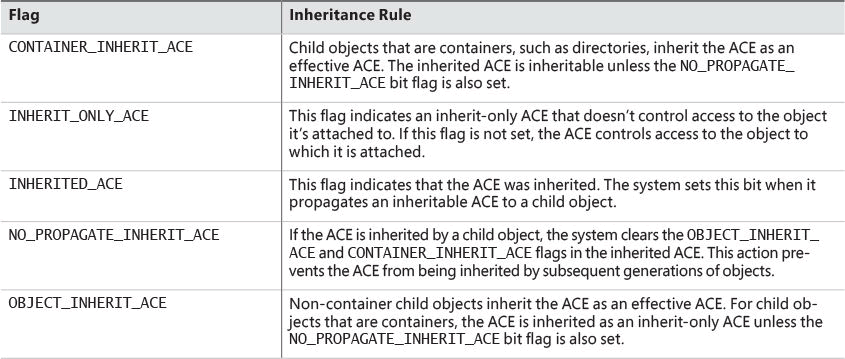 Flag Inheritance Rule
CONTAINER_INHERIT_ACE Child objects that are containers, such as directories, inherit the ACE as an
effective ACE. The inherited ACE is inheritable unless the NO_PROPAGATE_
INHERIT_ACE bit flag is also set.
INHERIT_ONLY_ACE This flag indicates an inherit-only ACE that doesn't control access to the object
it's attached to. If this flag is not set, the ACE controls access to the object to
which it is attached.
INHERITED_ACE This flag indicates that the ACE was inherited. The system sets this bit when it
propagates an inheritable ACE to a child object.
NO_PROPAGATE_INHERIT_ACE If the ACE is inherited by a child object, the system clears the OBJECT_INHERIT_
ACE and CONTAINER_INHERIT_ACE flags in the inherited ACE. This action pre-
vents the ACE from being inherited by subsequent generations of objects.
OBJECT_INHERIT_ACE Non-container child objects inherit the ACE as an effective ACE. For child ob-
jects that are containers, the ACE is inherited as an inherit-only ACE unless the
NO_PROPAGATE_INHERIT_ACE bit flag is also set.